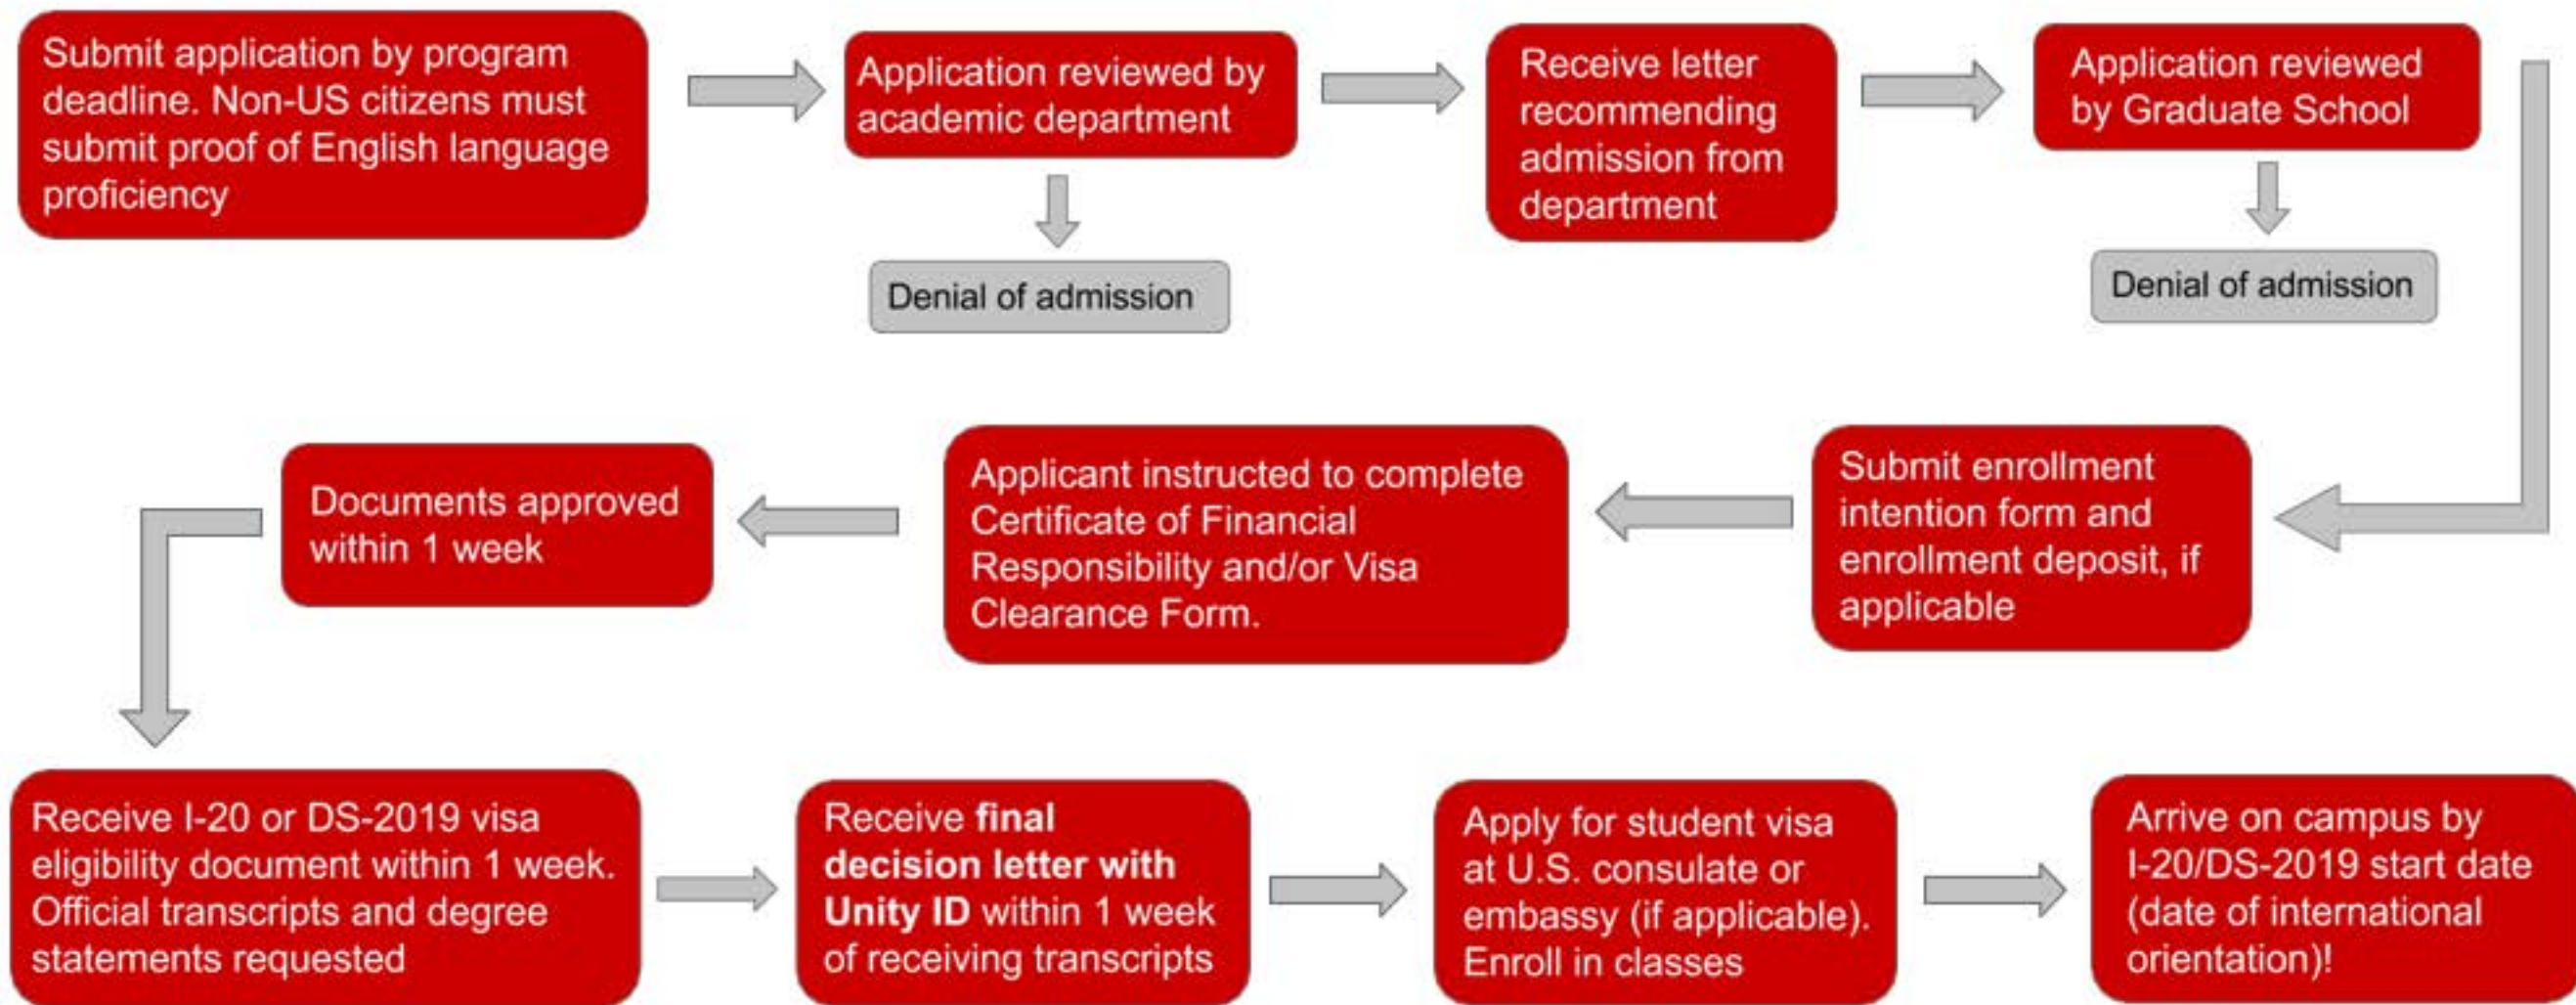 Submit application by program
deadline. Non-US citizens must
submit proof of English language
proficiency
Application reviewed by
academic department
Denial of admission
Receive letter
recommending
admission from
department
Application reviewed
by Graduate School
Denial of admission
Submit enrollment
intention form and
enrollment deposit, if
applicable
Applicant instructed to complete
Certificate of Financial
Responsibility and/or Visa
Clearance Form.
Documents approved
within 1 week
Receive I-20 or DS-2019 visa
eligibility document within 1 week.
Official transcripts and degree
statements requested
Receive final
decision letter with
Unity ID within 1 week
of receiving transcripts
Apply for student visa
at U.S. consulate or
embassy (if applicable).
Enroll in classes
Arrive on campus by
I-20/DS-2019 start date
(date of international
orientation)!